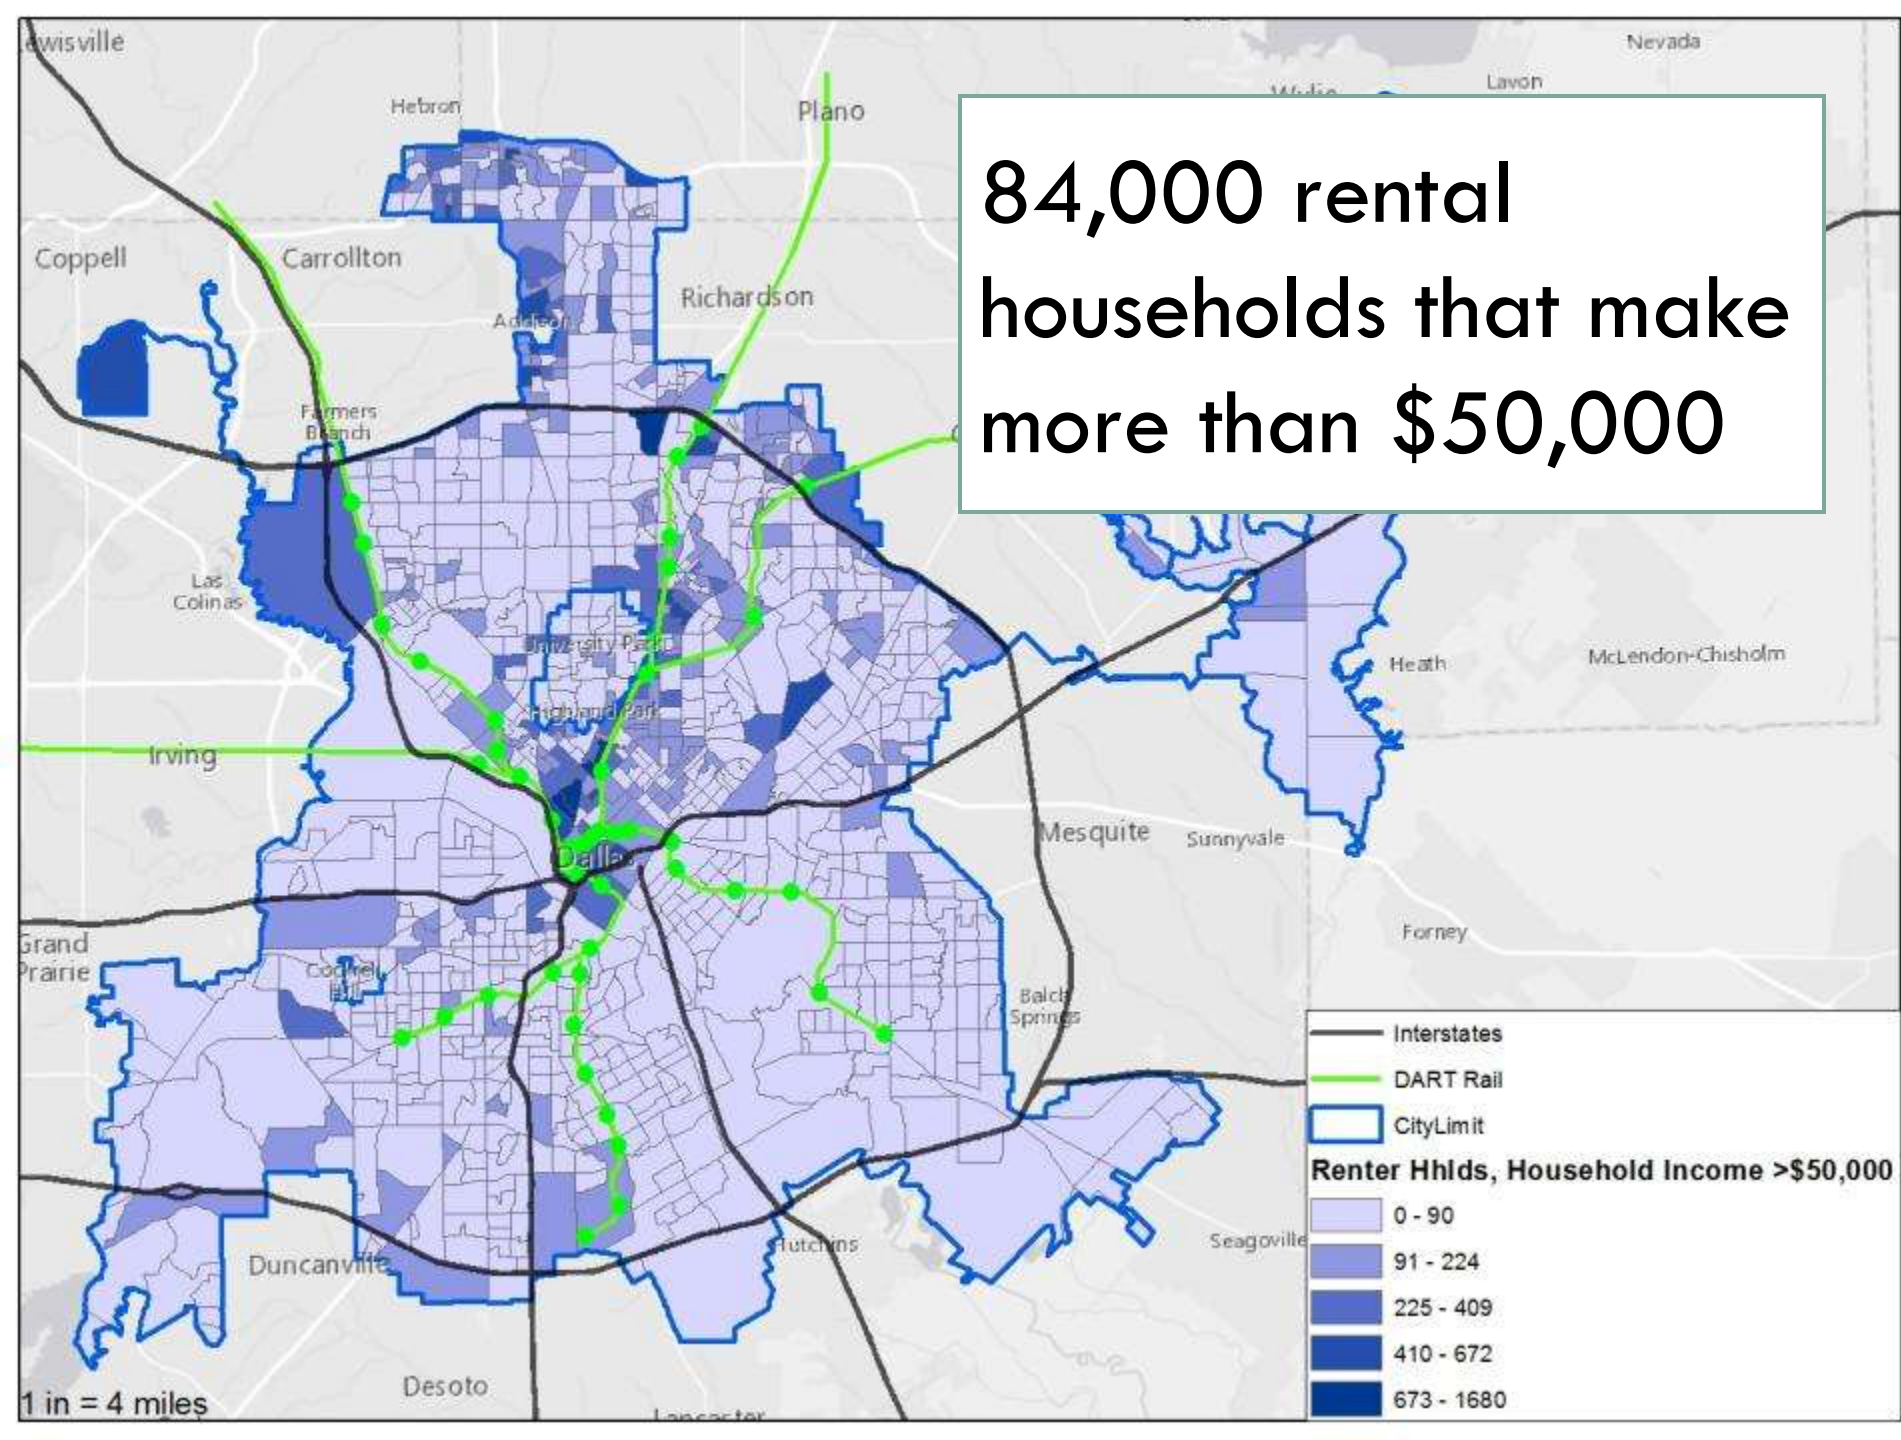 Nevada
Hebron
Plano
Lavon
84,000 rental
households that make
more than $50,000
Coppell
Carrollton
Richardson
Addison
Farmers
Branch
Las
Colinas
University Park
Heath
McLendon-Chisholm
Highland Park
Irving
Mesquite
Sunnyvale
Dallas
Forney
Grand
Prairie
Cockrell
Hill
Balch
Springs
Interstates
DART Rail
CityLimit
Renter Hhlds, Household Income >$50,000
0 - 90
91 - 224
225 - 409
410 - 672
673 - 1680
Hutchins
Seagoville
Duncanville
Desoto
1 in = 4 miles